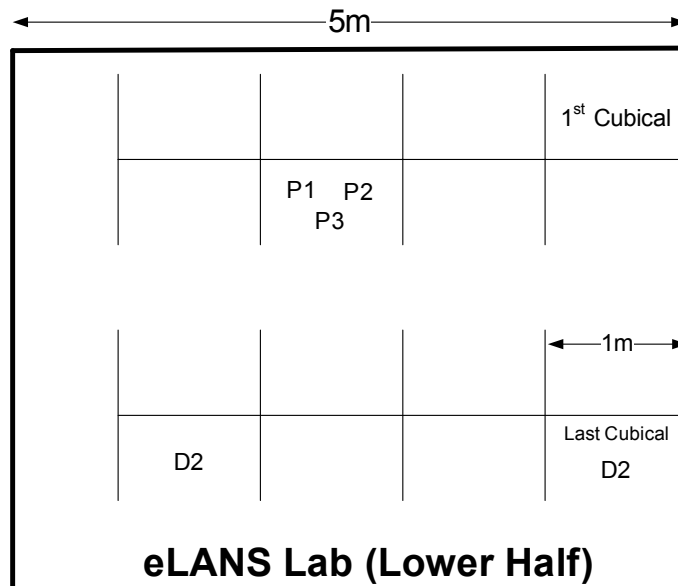 5m
1st Cubical
P1 P2
P3
1m
Last Cubical
D2 D2
eLANS Lab (Lower Half)